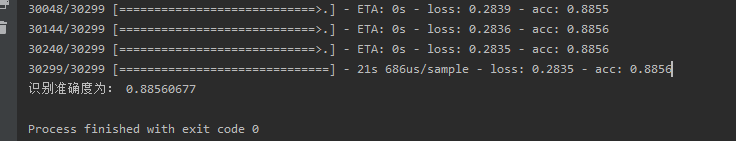 30048/30299 [=============================>.] - ETA: 0s - loss: 0.2839 - acc: 0.8855
30144/30299 [=============================>.] - ETA: 0s - loss: 0.2836 - acc: 0.8856
30240/30299 [=============================>.] - ETA: 0s - loss: 0.2835 - acc: 0.8856
30299/30299 [==============================] - 21s 686us/sample - loss: 0.2835 - acc: 0.8856
识别准确度为: 0.88560677
Process finished with exit code 0